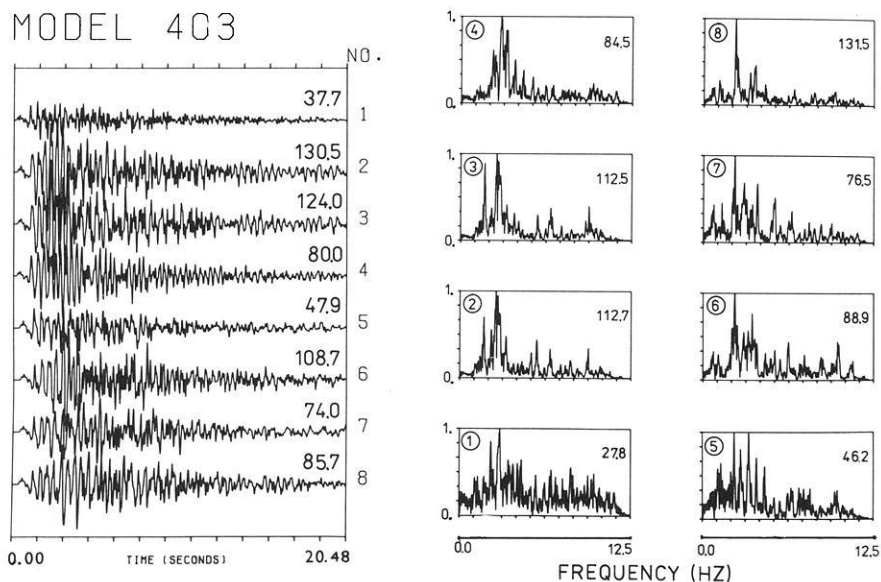 MODEL 4C3
NO.
37.7 1
130.5 2
124.0 3
80.0 4
47.9 5
108.7 6
74.0 7
85.7 8
0.00 TIME (SECONDS) 20.48
1. ④ 84.5
0.
1. ③ 112.5
0.
1. ② 112.7
0.
1. ① 27.8
0.
0.0 12.5
⑧ 131.5
⑦ 76.5
⑥ 88.9
⑤ 46.2
0.0 12.5
FREQUENCY (HZ)